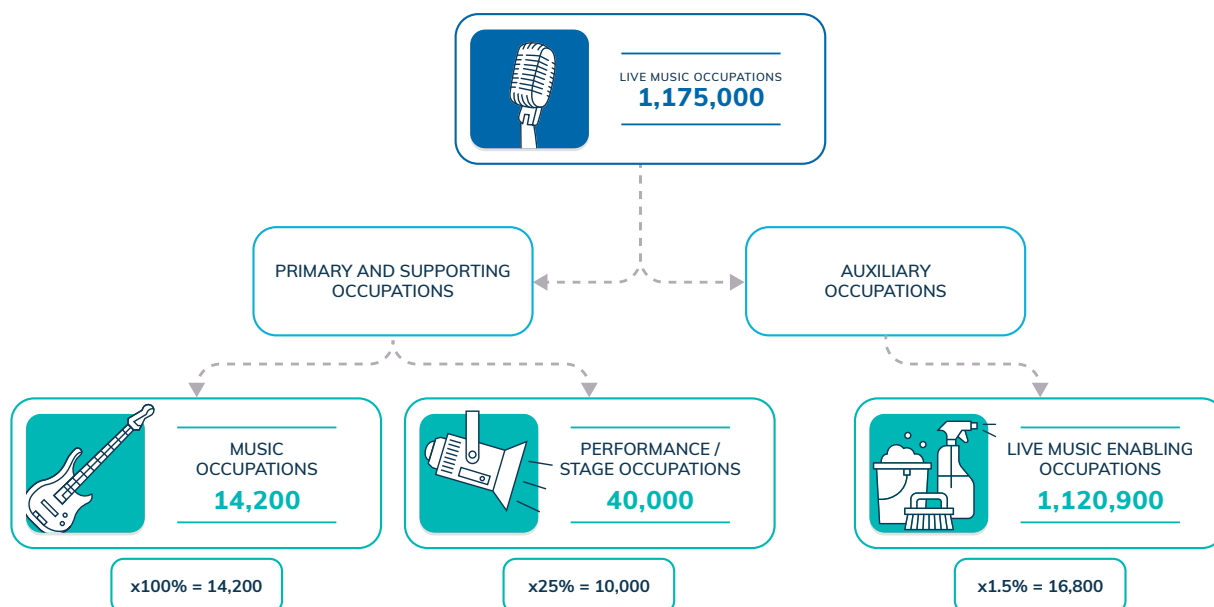 LIVE MUSIC OCCUPATIONS
1,175,000
PRIMARY AND SUPPORTING
OCCUPATIONS
AUXILIARY
OCCUPATIONS
MUSIC
OCCUPATIONS
14,200
PERFORMANCE /
STAGE OCCUPATIONS
40,000
LIVE MUSIC ENABLING
OCCUPATIONS
1,120,900
x100% = 14,200
x25% = 10,000
x1.5% = 16,800